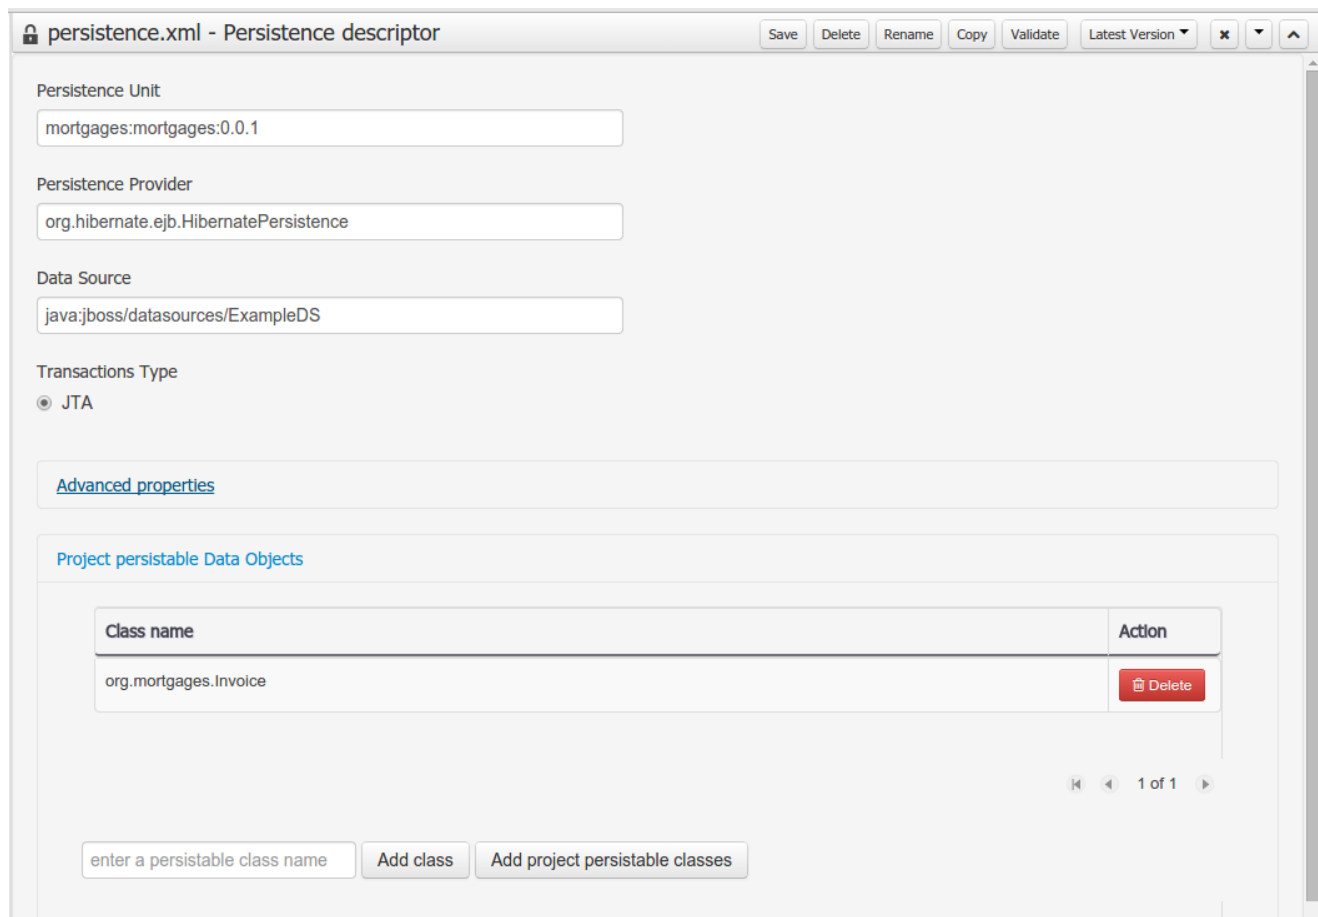 persistence.xml - Persistence descriptor Save Delete Rename Copy Validate Latest Version
Persistence Unit
mortgages:mortgages:0.0.1
Persistence Provider
org.hibernate.ejb.HibernatePersistence
Data Source
java:jboss/datasources/ExampleDS
Transactions Type
JTA
Advanced properties
Project persistable Data Objects
Class name Action
org.mortgages.Invoice Delete
1 of 1
enter a persistable class name Add class Add project persistable classes